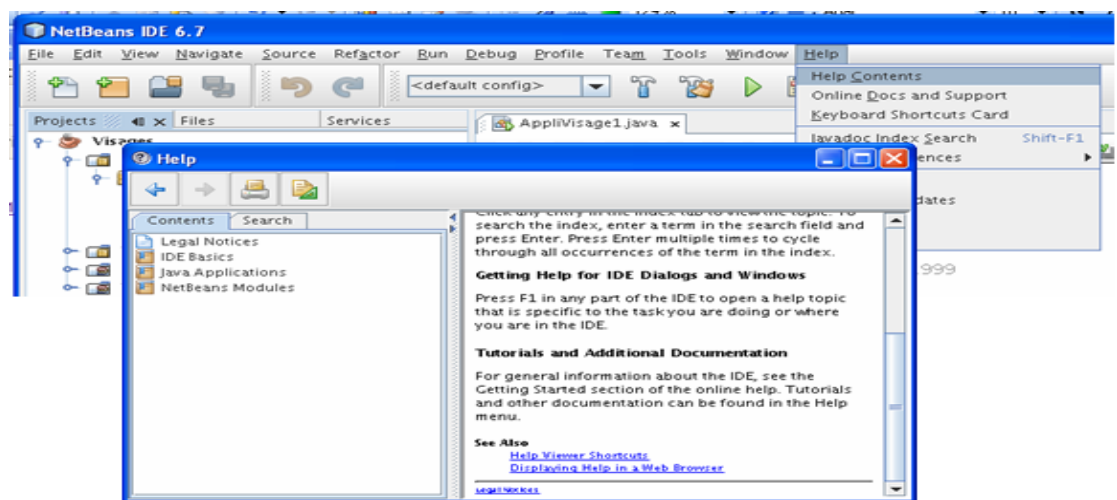 NetBeans IDE 6.7
File Edit View Navigate Source Refactor Run Debug Profile Team Tools Window Help
<default config>
Help Contents
Online Docs and Support
Keyboard Shortcuts Card
Javadoc Index Search Shift-F1
Projects Files Services
AppliVisage1.java
Visages
Help
Contents Search
Legal Notices
IDE Basics
Java Applications
NetBeans Modules
Click any entry in the index tab to view the topic. To
search the index, enter a term in the search field and
press Enter. Press Enter multiple times to cycle
through all occurrences of the term in the index.
Getting Help for IDE Dialogs and Windows
Press F1 in any part of the IDE to open a help topic
that is specific to the task you are doing or where
you are in the IDE.
Tutorials and Additional Documentation
For general information about the IDE, see the
Getting Started section of the online help. Tutorials
and other documentation can be found in the Help
menu.
See Also
Help Viewer Shortcuts
Displaying Help in a Web Browser
Legal Notices
ences
dates
1999